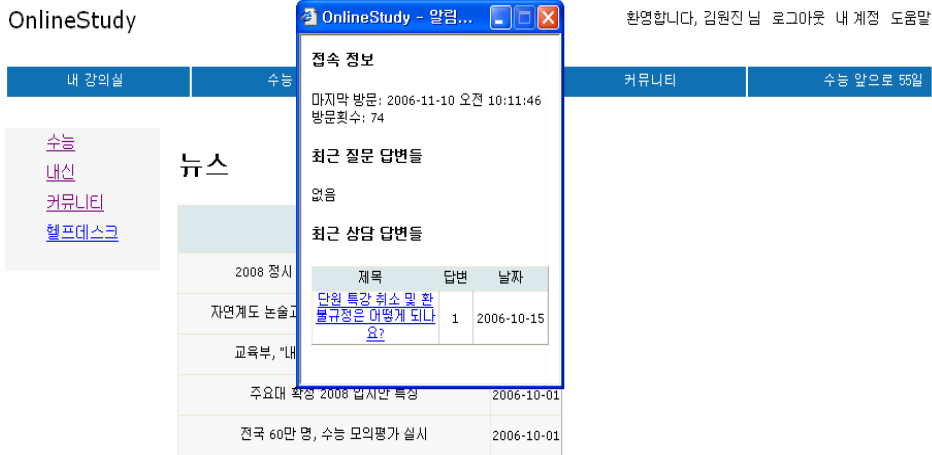 OnlineStudy
환영합니다, 김원진 님 로그아웃 내 계정 도움말
내 강의실 수능 커뮤니티 수능 앞으로 55일
수능
내신
커뮤니티
헬프데스크
뉴스
2008 정시
자연계도 논술고
교육부, "내
주요대 확정 2008 입시안 특징 2006-10-01
전국 60만 명, 수능 모의평가 실시 2006-10-01
OnlineStudy - 알림...
접속 정보
마지막 방문: 2006-11-10 오전 10:11:46
방문횟수: 74
최근 질문 답변들
없음
최근 상담 답변들
제목 답변 날짜
단원 특강 취소 및 환
불규정은 어떻게 되나 1 2006-10-15
요?